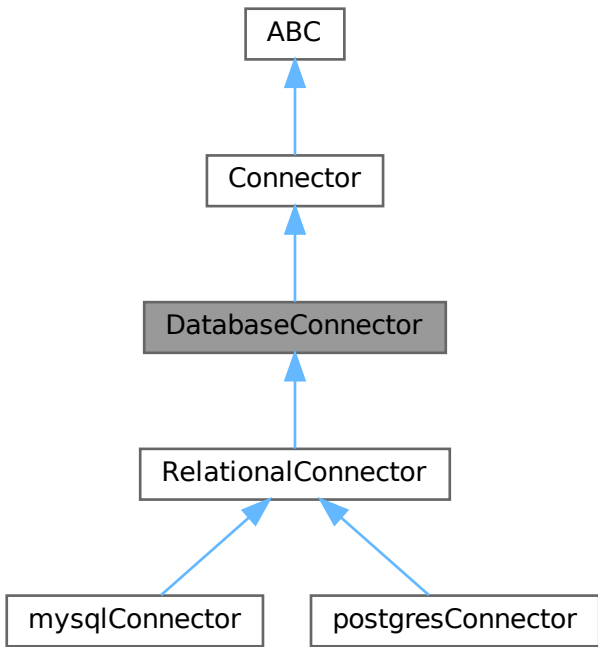 ABC
Connector
DatabaseConnector
RelationalConnector
mysqlConnector
postgresConnector